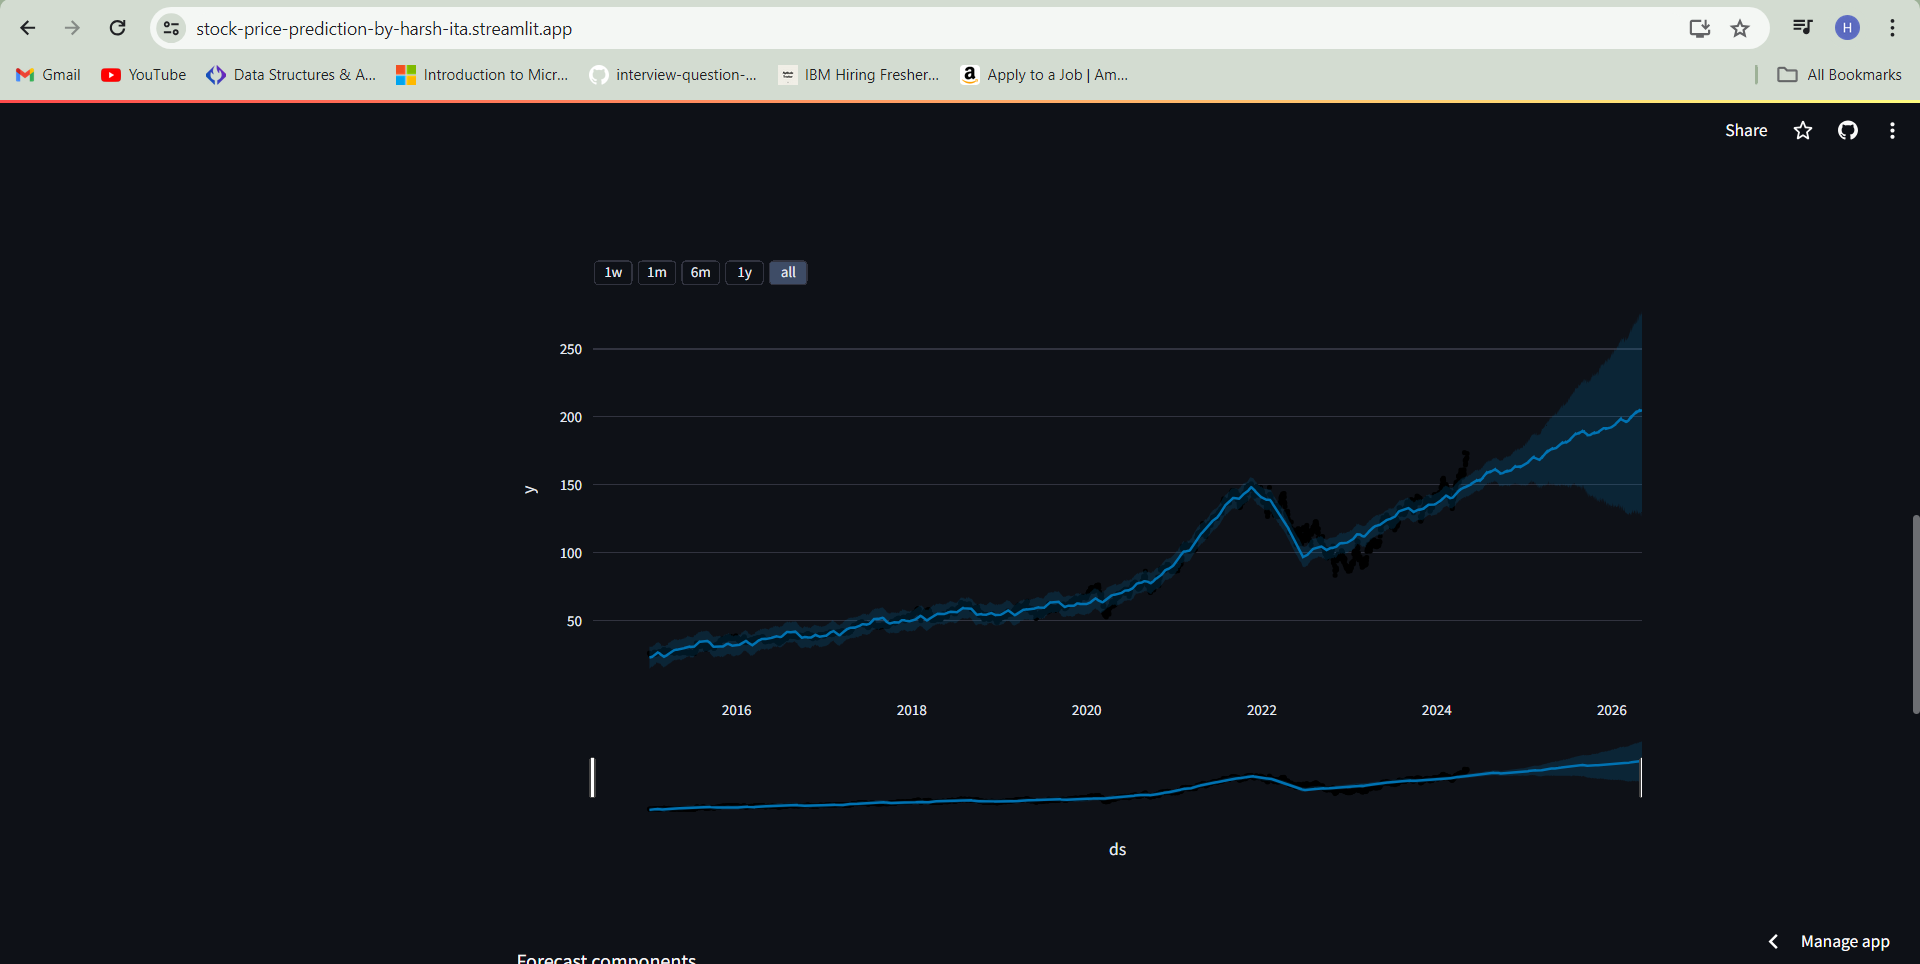 stock-price-prediction-by-harsh-ita.streamlit.app
H
Gmail
YouTube
Data Structures & A...
Introduction to Micr...
interview-question-...
IBM Hiring Fresher...
Apply to a Job | Am...
All Bookmarks
Share
1w 1m 6m 1y all
250
200
150
100
50
y
2016 2018 2020 2022 2024 2026
ds
Manage app
Forecast components